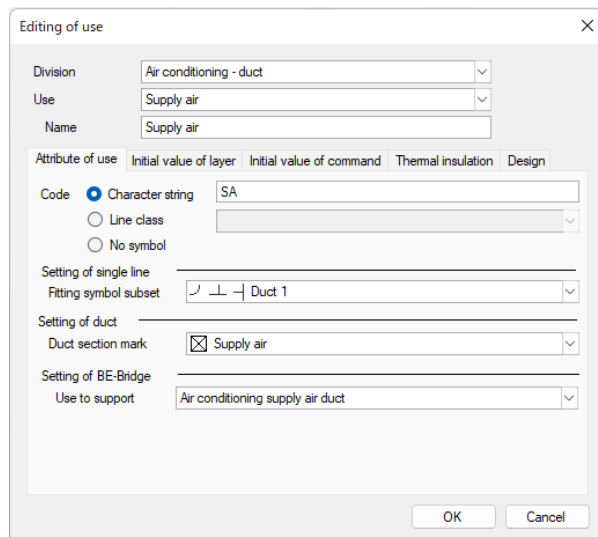 Editing of use
Division Air conditioning - duct
Use Supply air
Name Supply air
Attribute of use Initial value of layer Initial value of command Thermal insulation Design
Code Character string SA
Line class
No symbol
Setting of single line
Fitting symbol subset Duct 1
Setting of duct
Duct section mark Supply air
Setting of BE-Bridge
Use to support Air conditioning supply air duct
OK Cancel